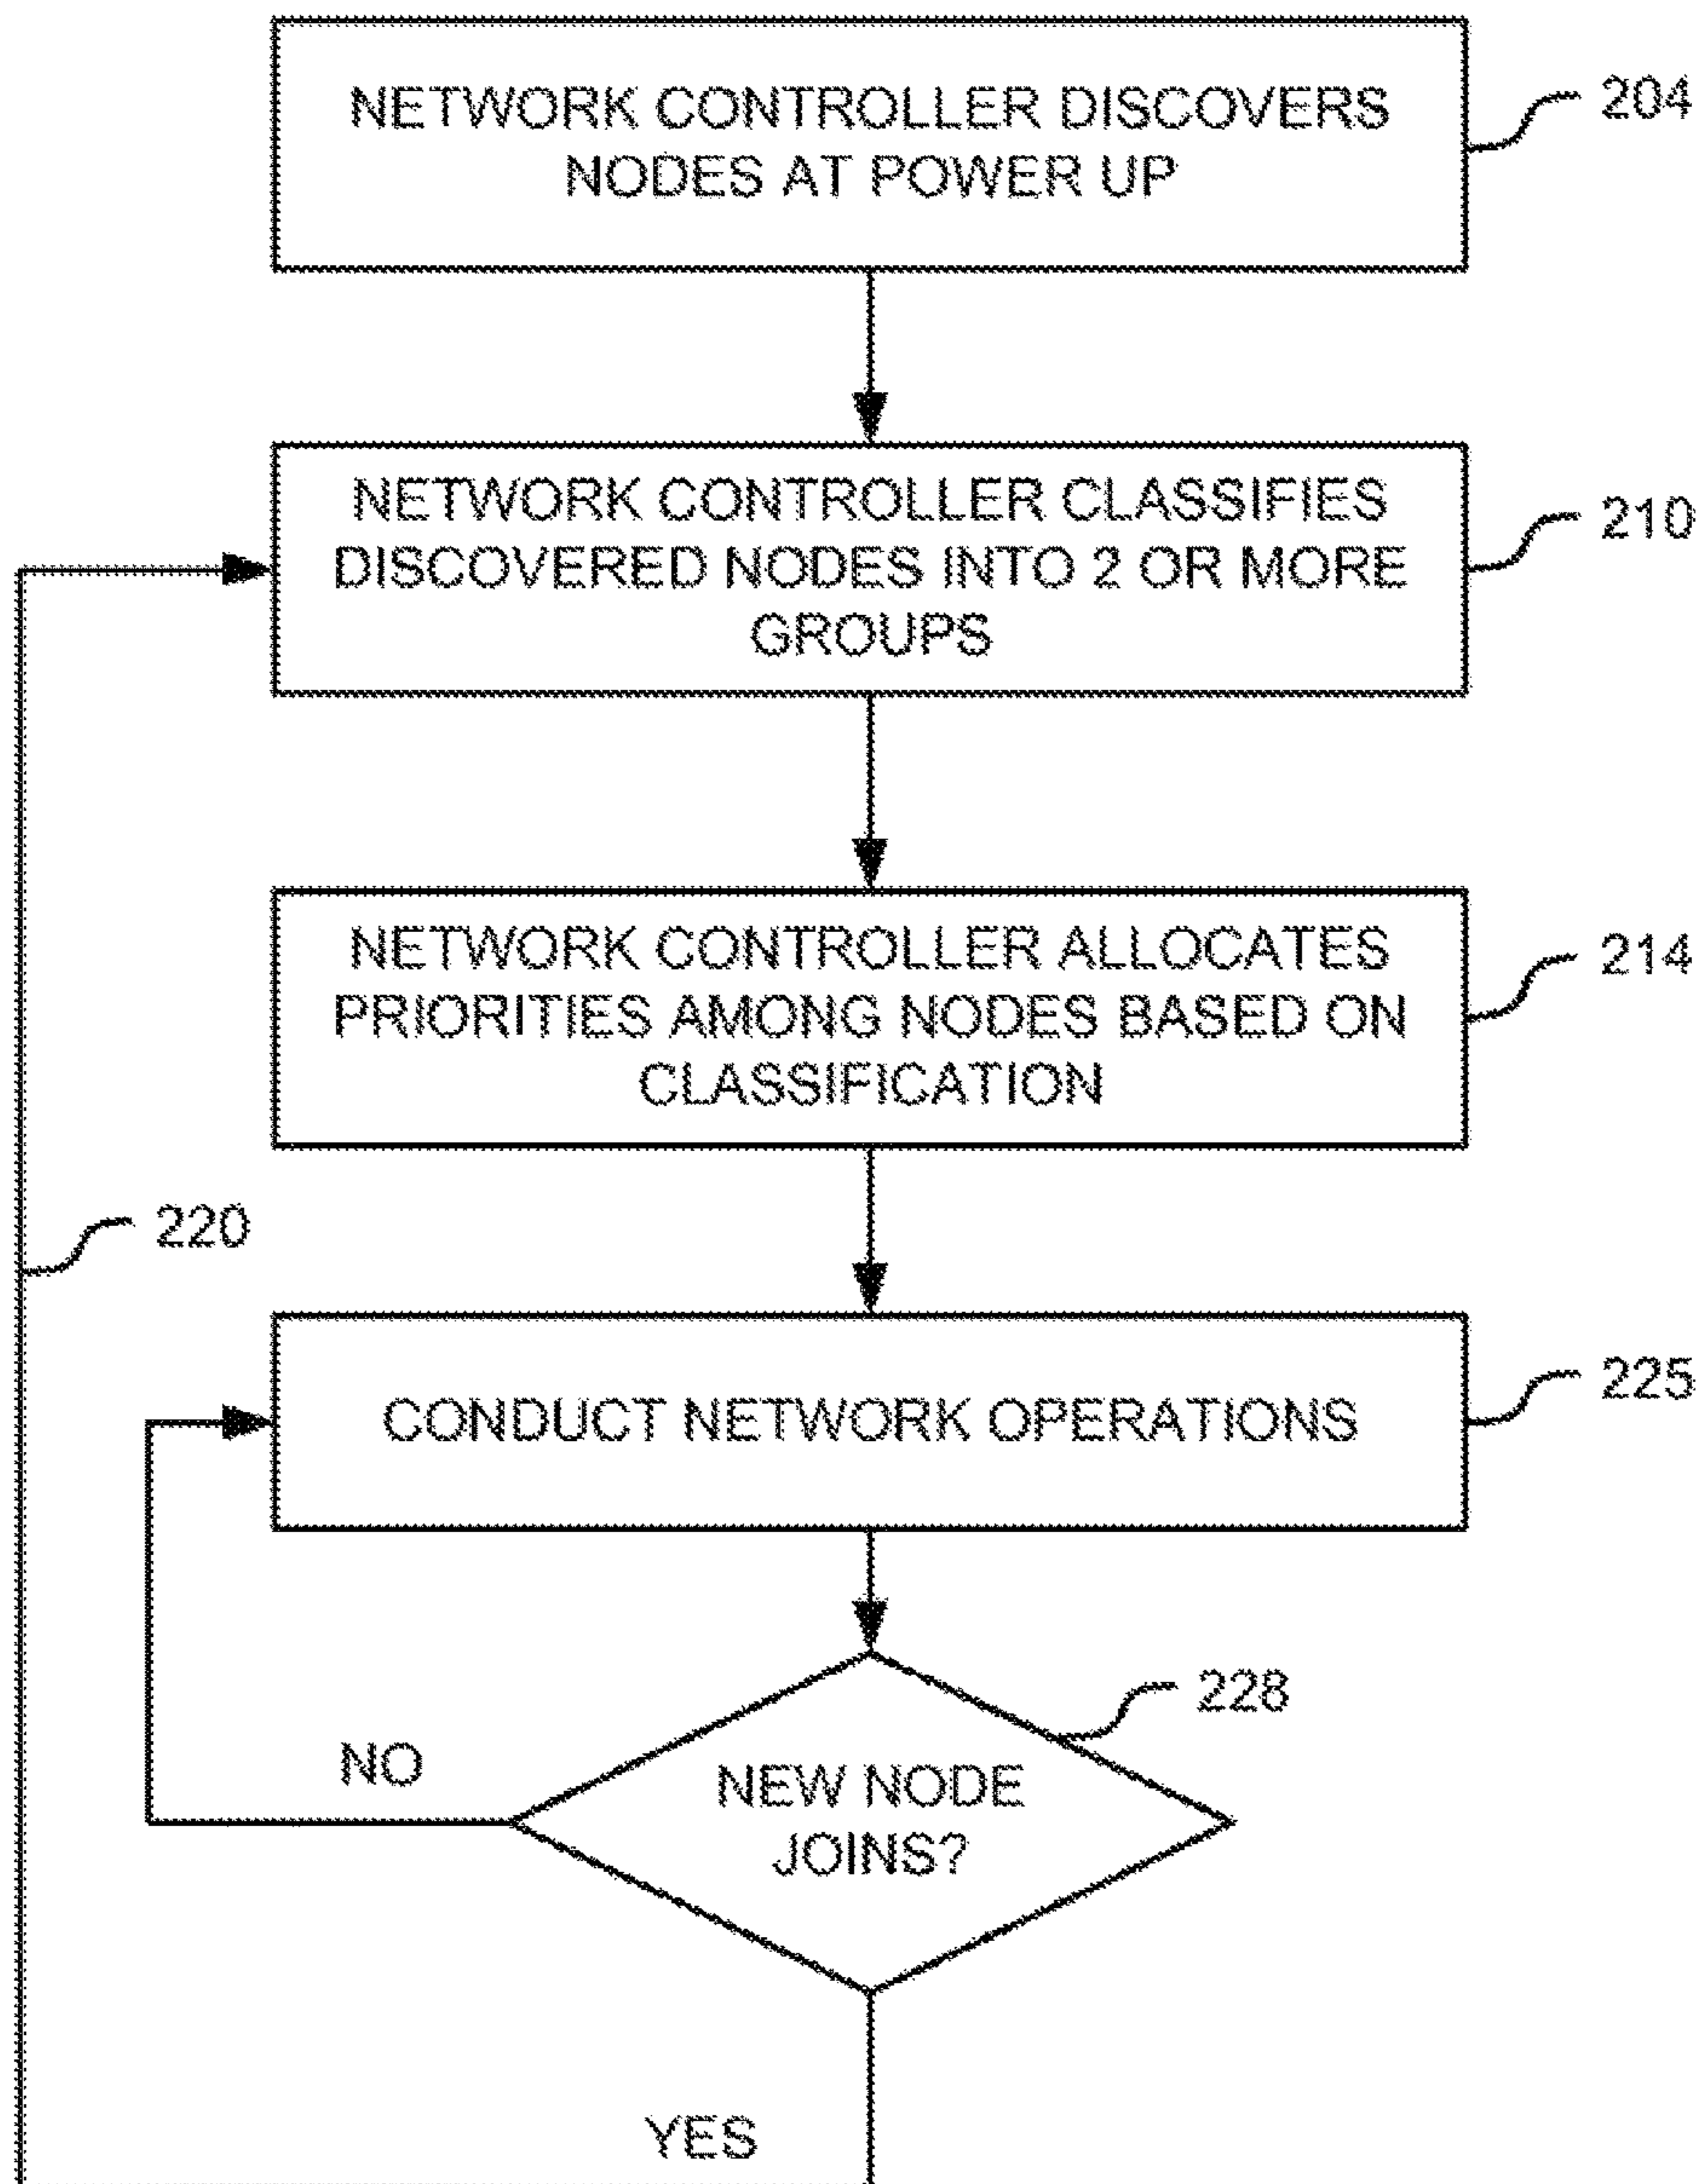 NETWORK CONTROLLER DISCOVERS
NODES AT POWER UP
204
NETWORK CONTROLLER CLASSIFIES
DISCOVERED NODES INTO 2 OR MORE
GROUPS
210
NETWORK CONTROLLER ALLOCATES
PRIORITIES AMONG NODES BASED ON
CLASSIFICATION
214
220
CONDUCT NETWORK OPERATIONS
225
228
NO
NEW NODE
JOINS?
YES